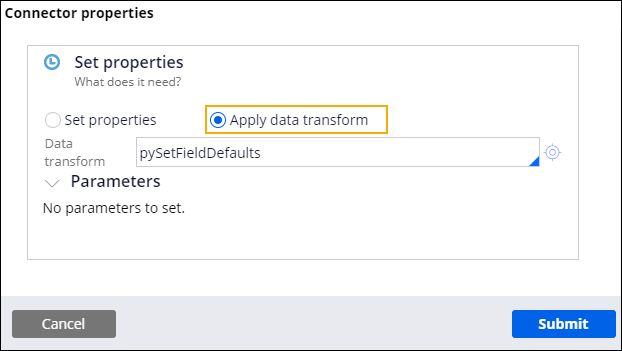 Connector properties
Set properties
What does it need?
Set properties
Apply data transform
Data
transform
pySetFieldDefaults
Parameters
No parameters to set.
Cancel
Submit